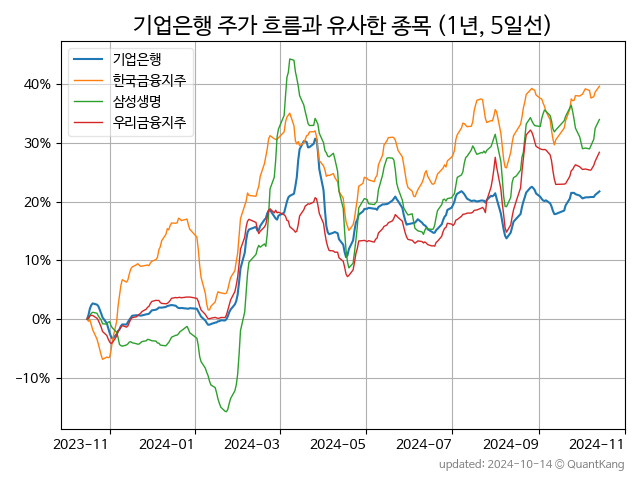 기업은행 주가 흐름과 유사한 종목 (1년, 5일선)
기업은행
한국금융지주
삼성생명
우리금융지주
40%
30%
20%
10%
0%
−10%
2023-11 2024-01 2024-03 2024-05 2024-07 2024-09 2024-11
updated: 2024-10-14 © QuantKang